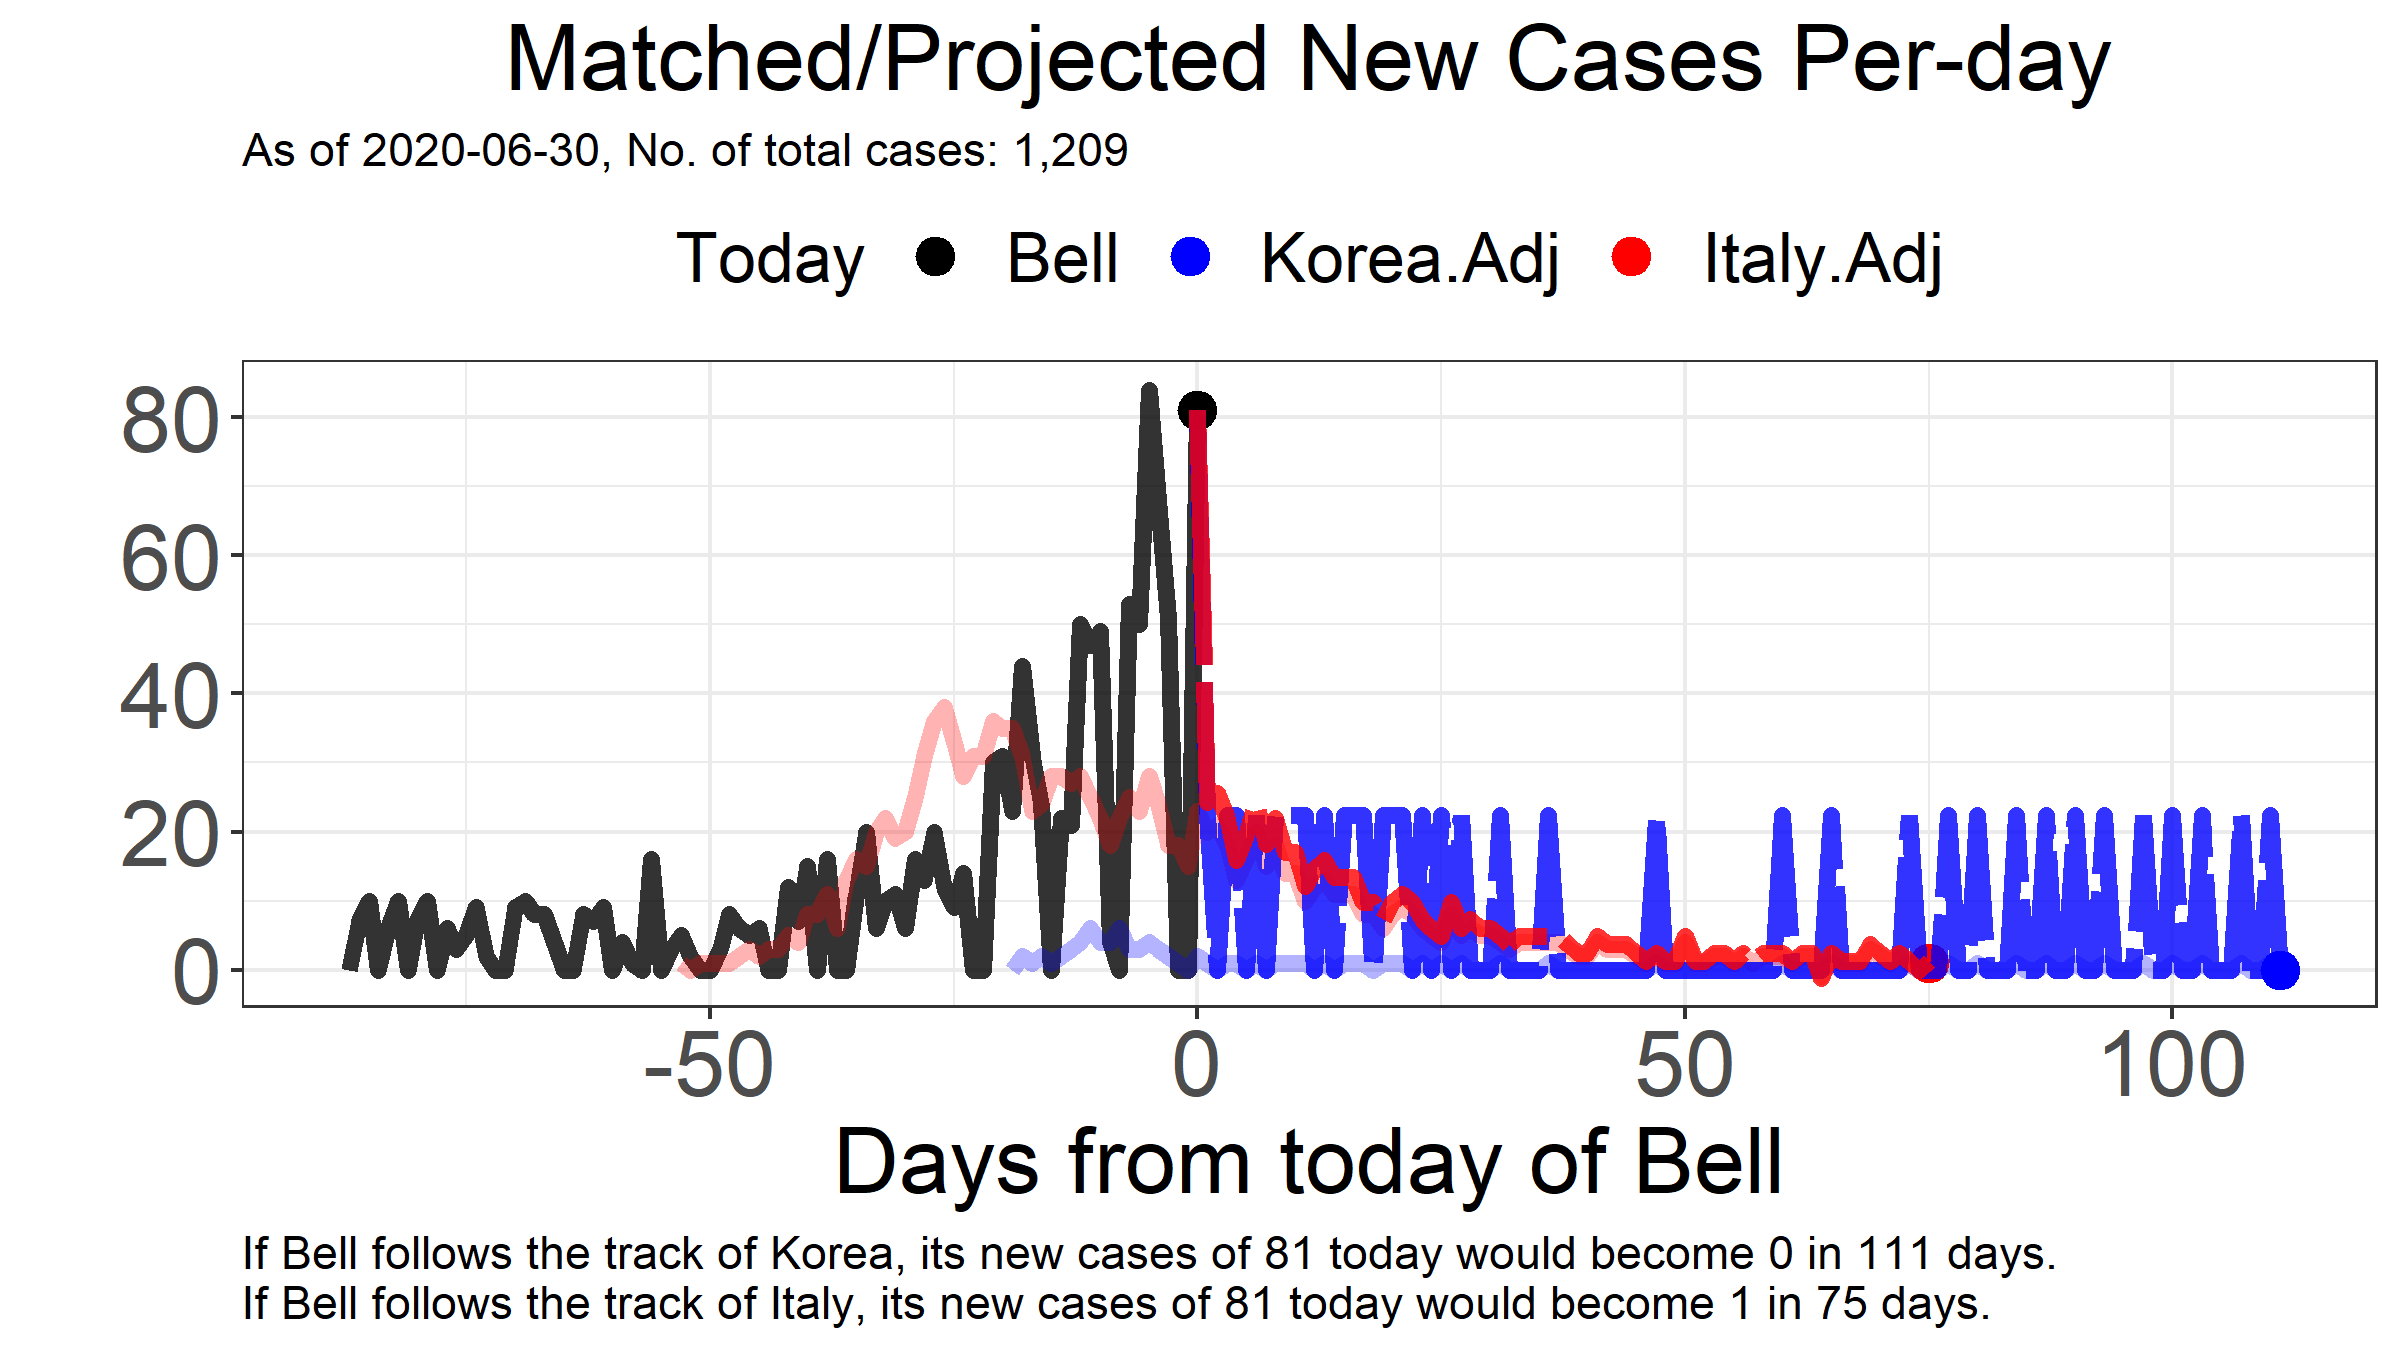 Matched/Projected New Cases Per-day
As of 2020-06-30, No. of total cases: 1,209
Today Bell Korea.Adj Italy.Adj
80
60
40
20
0
-50 0 50 100
Days from today of Bell
If Bell follows the track of Korea, its new cases of 81 today would become 0 in 111 days.
If Bell follows the track of Italy, its new cases of 81 today would become 1 in 75 days.